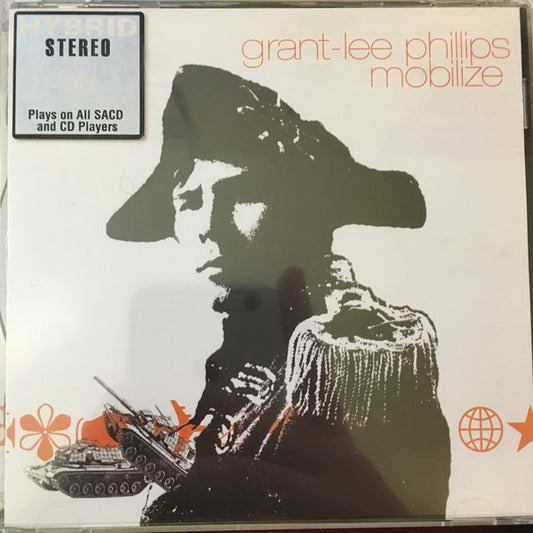 HYBRID
STEREO
Plays on All SACD
and CD Players
grant-lee phillips
mobilize